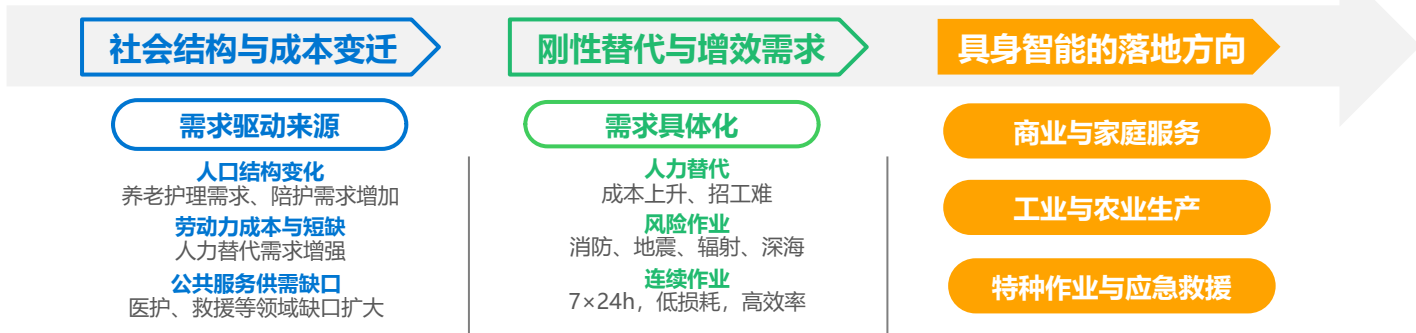 社会结构与成本变迁
刚性替代与增效需求
具身智能的落地方向
需求驱动来源
人口结构变化
养老护理需求、陪护需求增加
劳动力成本与短缺
人力替代需求增强
公共服务供需缺口
医护、救援等领域缺口扩大
需求具体化
人力替代
成本上升、招工难
风险作业
消防、地震、辐射、深海
连续作业
7×24h，低损耗，高效率
商业与家庭服务
工业与农业生产
特种作业与应急救援